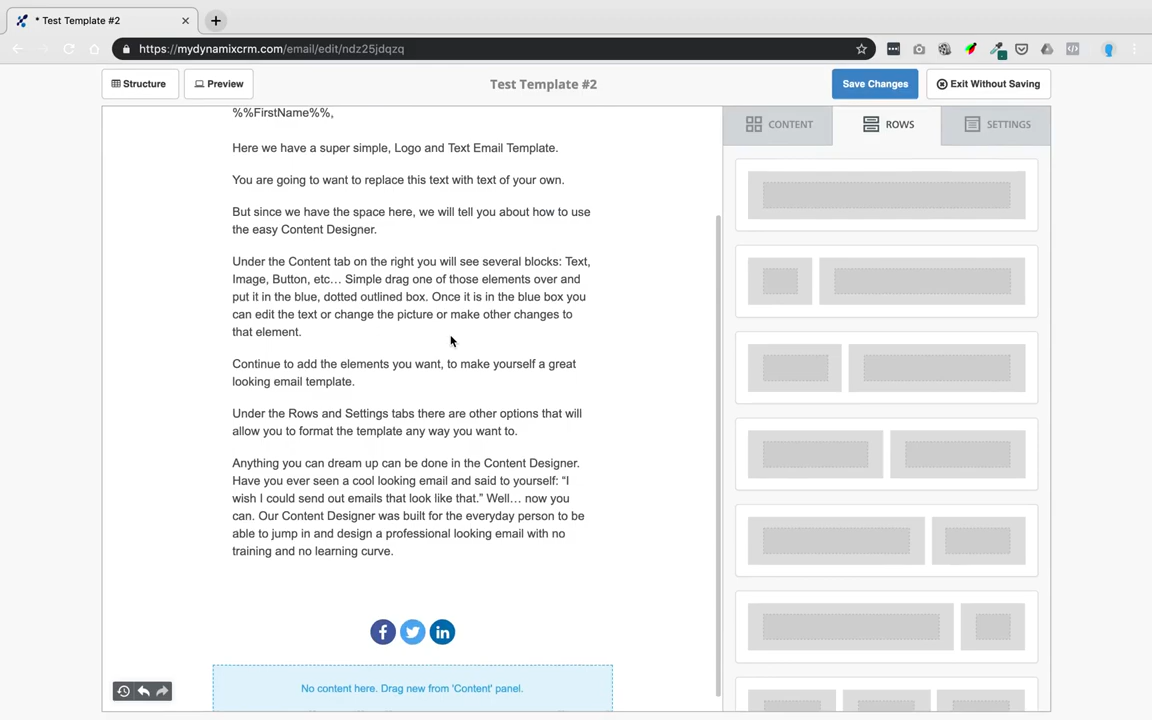 * Test Template #2
https://mydynamixcrm.com/email/edit/ndz25jdqzq
Structure
Preview
Test Template #2
Save Changes
Exit Without Saving
CONTENT
ROWS
SETTINGS
%%FirstName%%,
Here we have a super simple, Logo and Text Email Template.
You are going to want to replace this text with text of your own.
But since we have the space here, we will tell you about how to use
the easy Content Designer.
Under the Content tab on the right you will see several blocks: Text,
Image, Button, etc… Simple drag one of those elements over and
put it in the blue, dotted outlined box. Once it is in the blue box you
can edit the text or change the picture or make other changes to
that element.
Continue to add the elements you want, to make yourself a great
looking email template.
Under the Rows and Settings tabs there are other options that will
allow you to format the template any way you want to.
Anything you can dream up can be done in the Content Designer.
Have you ever seen a cool looking email and said to yourself: “I
wish I could send out emails that look like that.” Well… now you
can. Our Content Designer was built for the everyday person to be
able to jump in and design a professional looking email with no
training and no learning curve.
No content here. Drag new from 'Content' panel.